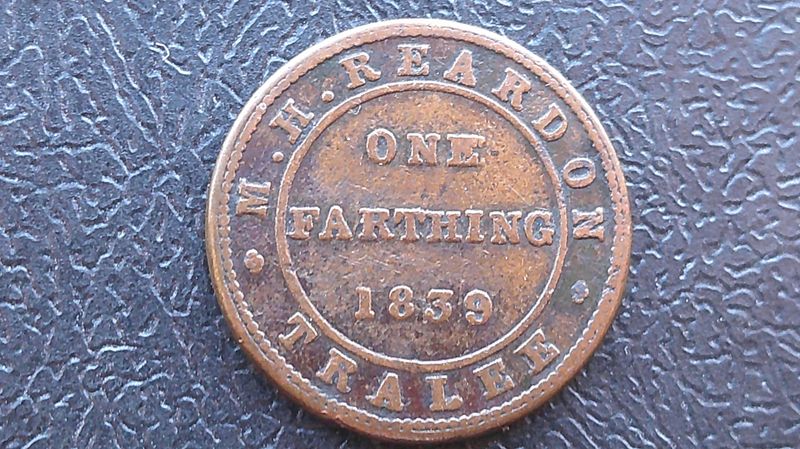 M. H. REARDON
TRALEE
ONE
FARTHING
1839